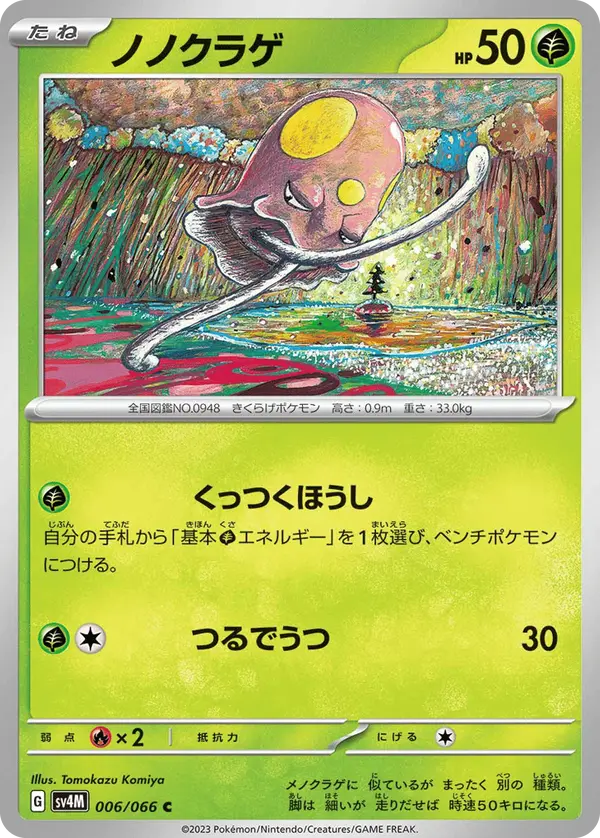 たね ノノクラゲ HP50
全国図鑑NO.0948 きくらげポケモン 高さ:0.9m 重さ:33.0kg
くっつくほうし
自分の手札から「基本エネルギー」を1枚選び、ベンチポケモン
につける。
つるでうつ 30
弱点 ×2 抵抗力 にげる
Illus. Tomokazu Komiya
G sv4M 006/066 C
メノクラゲに 似ているが まったく 別の 種類。
脚は 細いが 走りだせば 時速50キロになる。
©2023 Pokémon/Nintendo/Creatures/GAME FREAK.